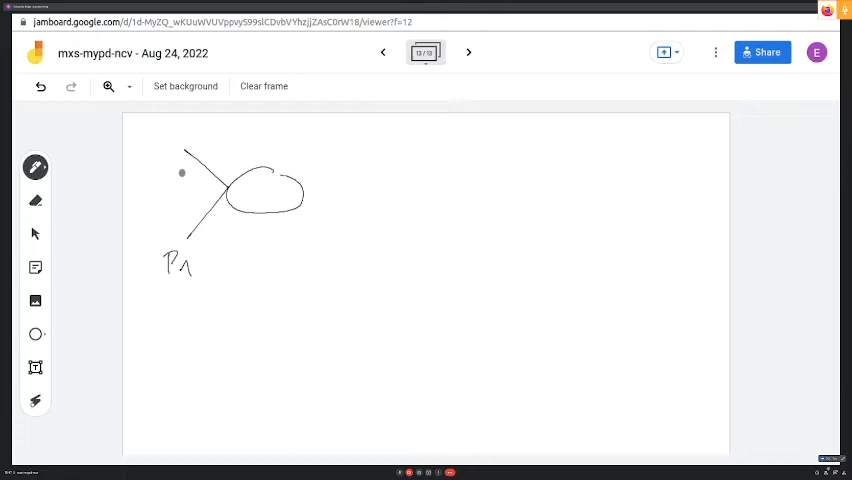 jamboard.google.com/d/1d-MyZQ_wKUuWVUVppvyS99slCDvbVYhzjjZAsC0rW18/viewer?f=12
mxs-mypd-ncv - Aug 24, 2022
13 / 13
Share
E
Set background
Clear frame
P1